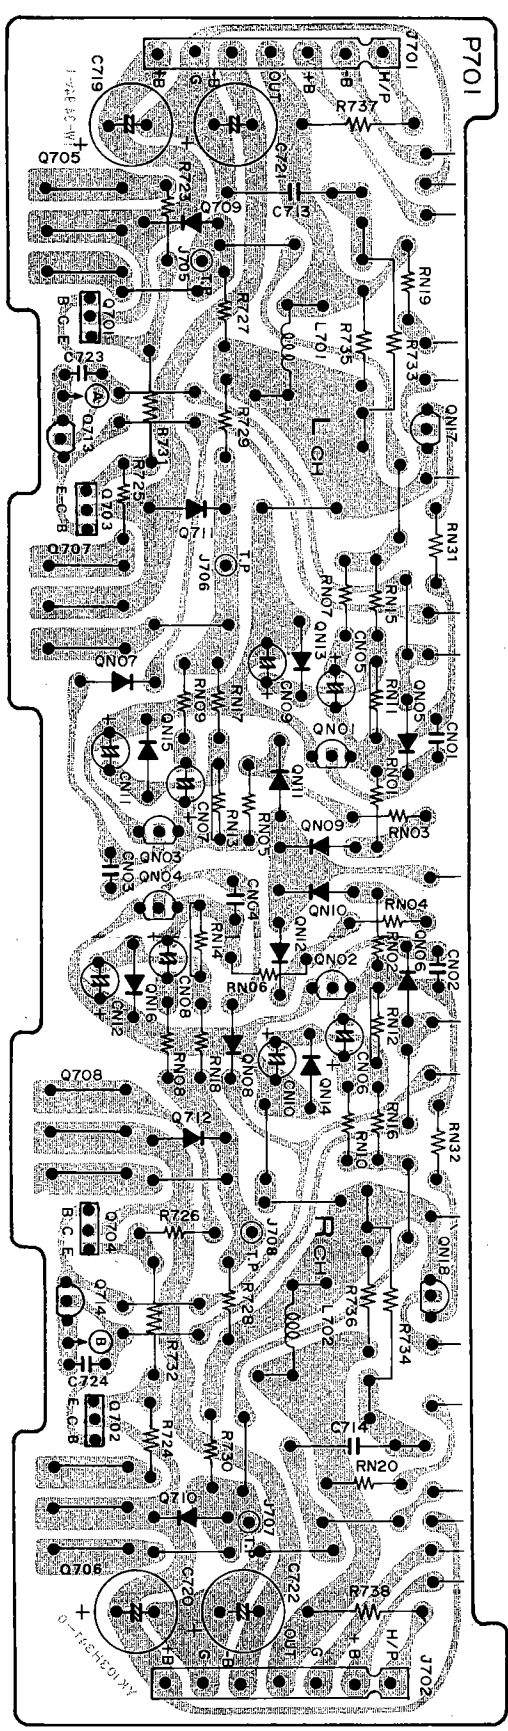 P701
J701
+B G -B OUT +B -B H/P
C719
C721
R737
Q705
R723
Q709
C713
J705
T.P
Q701
B C E
R727
L701
R735
R733
RN19
C723
A
Q713
R731
R729
L CH
QN17
E C B
Q703
R725
Q707
Q711
J706
T.P
RN07
RN15
RN31
QN07
QN13
CN09
CN05
RN09
RN17
RN11
QN05
CN01
QN15
CN11
QN01
QN11
RN01
CN07
RN13
RN05
QN09
RN03
QN03
CN03
QN04
CN04
QN10
RN04
RN14
QN12
QN02
RN02
QN06
CN02
RN06
CN12
QN16
CN08
RN12
RN08
RN18
QN08
CN10
QN14
CN06
Q708
Q712
RN10
RN16
RN32
B C E
Q704
R726
J708
T.P
R CH
QN18
Q714
B
C724
R732
R728
L702
R736
R734
E C B
Q702
R724
R730
C714
RN20
Q710
J707
T.P
Q706
C720
C722
R738
+B G -B OUT G +B H/P
J702